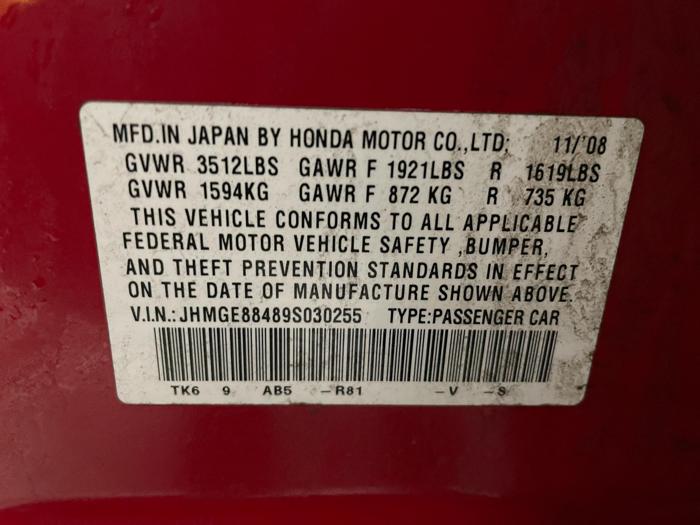 MFD.IN JAPAN BY HONDA MOTOR CO.,LTD; 11/'08
GVWR 3512LBS GAWR F 1921LBS R 1619LBS
GVWR 1594KG GAWR F 872 KG R 735 KG
THIS VEHICLE CONFORMS TO ALL APPLICABLE
FEDERAL MOTOR VEHICLE SAFETY ,BUMPER,
AND THEFT PREVENTION STANDARDS IN EFFECT
ON THE DATE OF MANUFACTURE SHOWN ABOVE.
V.I.N.:JHMGE88489S030255 TYPE:PASSENGER CAR
TK6 9 AB5 -R81 -V -S